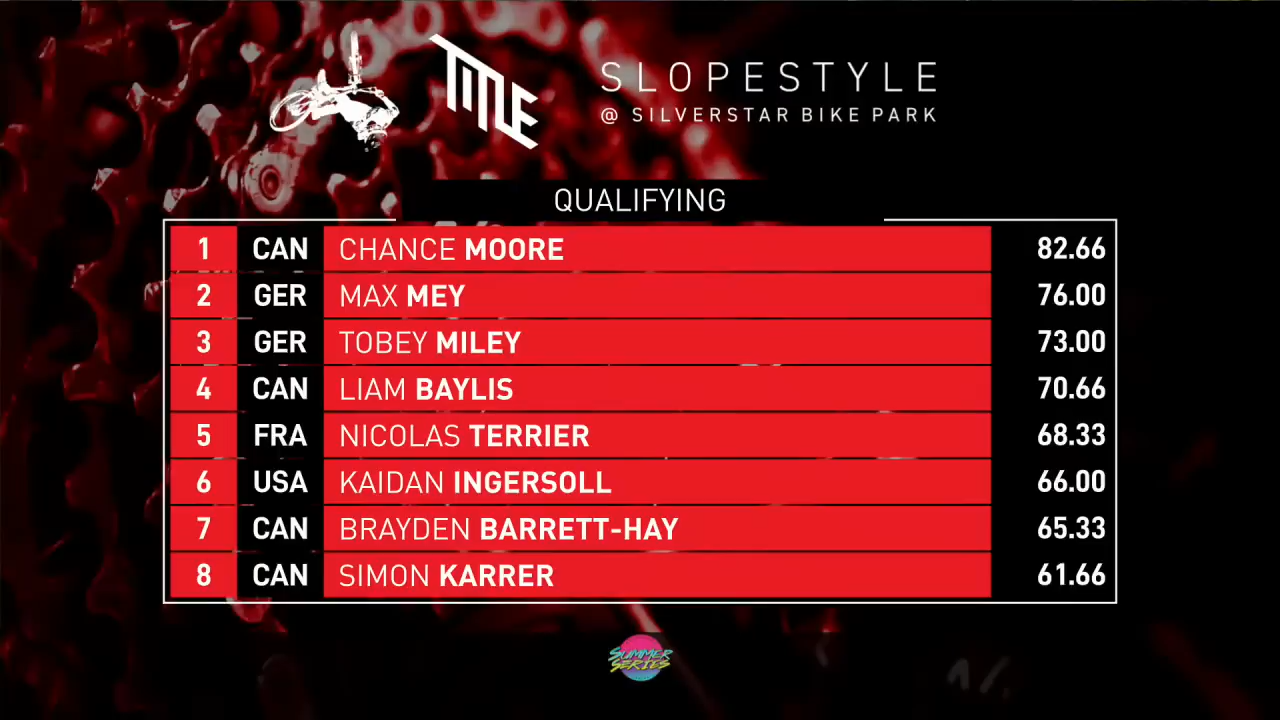 TITLE
SLOPESTYLE
@ SILVERSTAR BIKE PARK
QUALIFYING
1 CAN CHANCE MOORE 82.66
2 GER MAX MEY 76.00
3 GER TOBEY MILEY 73.00
4 CAN LIAM BAYLIS 70.66
5 FRA NICOLAS TERRIER 68.33
6 USA KAIDAN INGERSOLL 66.00
7 CAN BRAYDEN BARRETT-HAY 65.33
8 CAN SIMON KARRER 61.66
SUMMER
SERIES